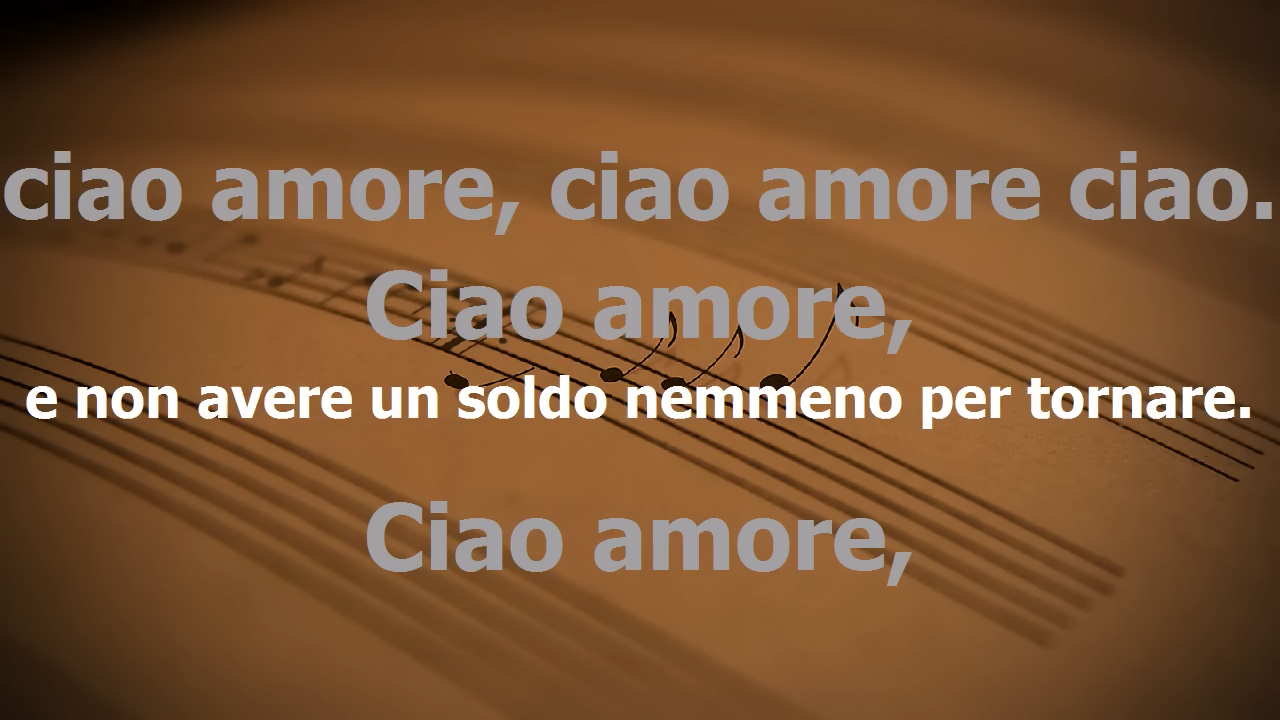 ciao amore, ciao amore ciao.
Ciao amore,
e non avere un soldo nemmeno per tornare.
Ciao amore,